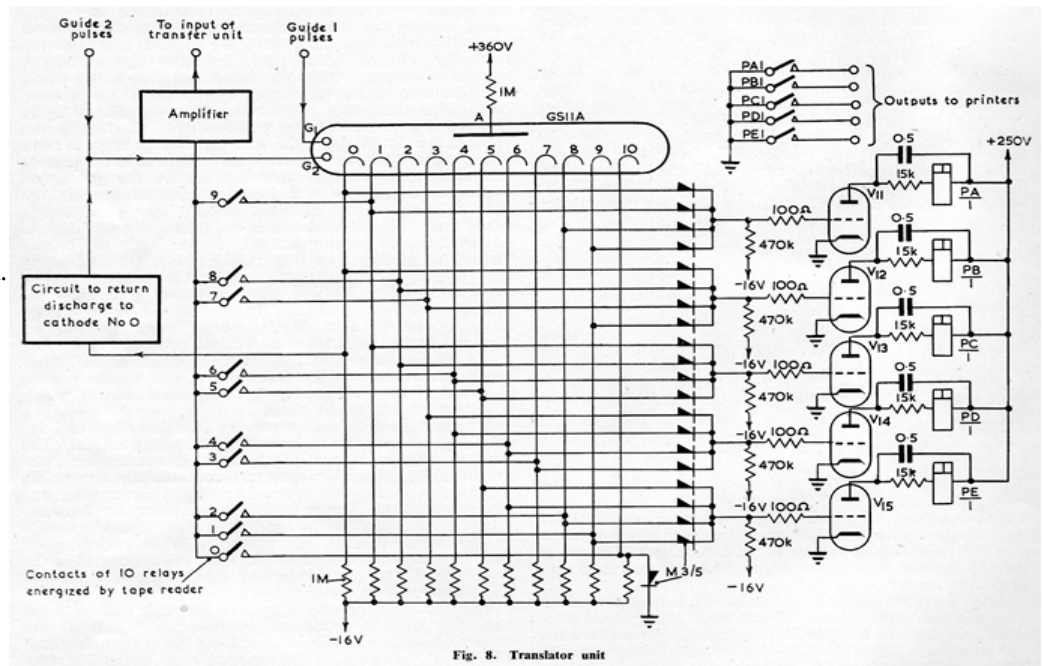 Guide 2
pulses
To input of
transfer unit
Guide 1
pulses
+360V
1M
A
GS11A
G1
G2
0 1 2 3 4 5 6 7 8 9 10
Amplifier
PA1
PB1
PC1
PD1
PE1
Outputs to printers
+250V
9
8
7
6
5
4
3
2
1
0
Circuit to return
discharge to
cathode No 0
Contacts of 10 relays
energized by tape reader
1M
-16V
M3/5
100Ω
470k
V11
0·5
15k
PA
1
-16V
100Ω
470k
V12
0·5
15k
PB
1
-16V
100Ω
470k
V13
0·5
15k
PC
1
-16V
100Ω
470k
V14
0·5
15k
PD
1
-16V
100Ω
470k
V15
0·5
15k
PE
1
-16V
Fig. 8. Translator unit